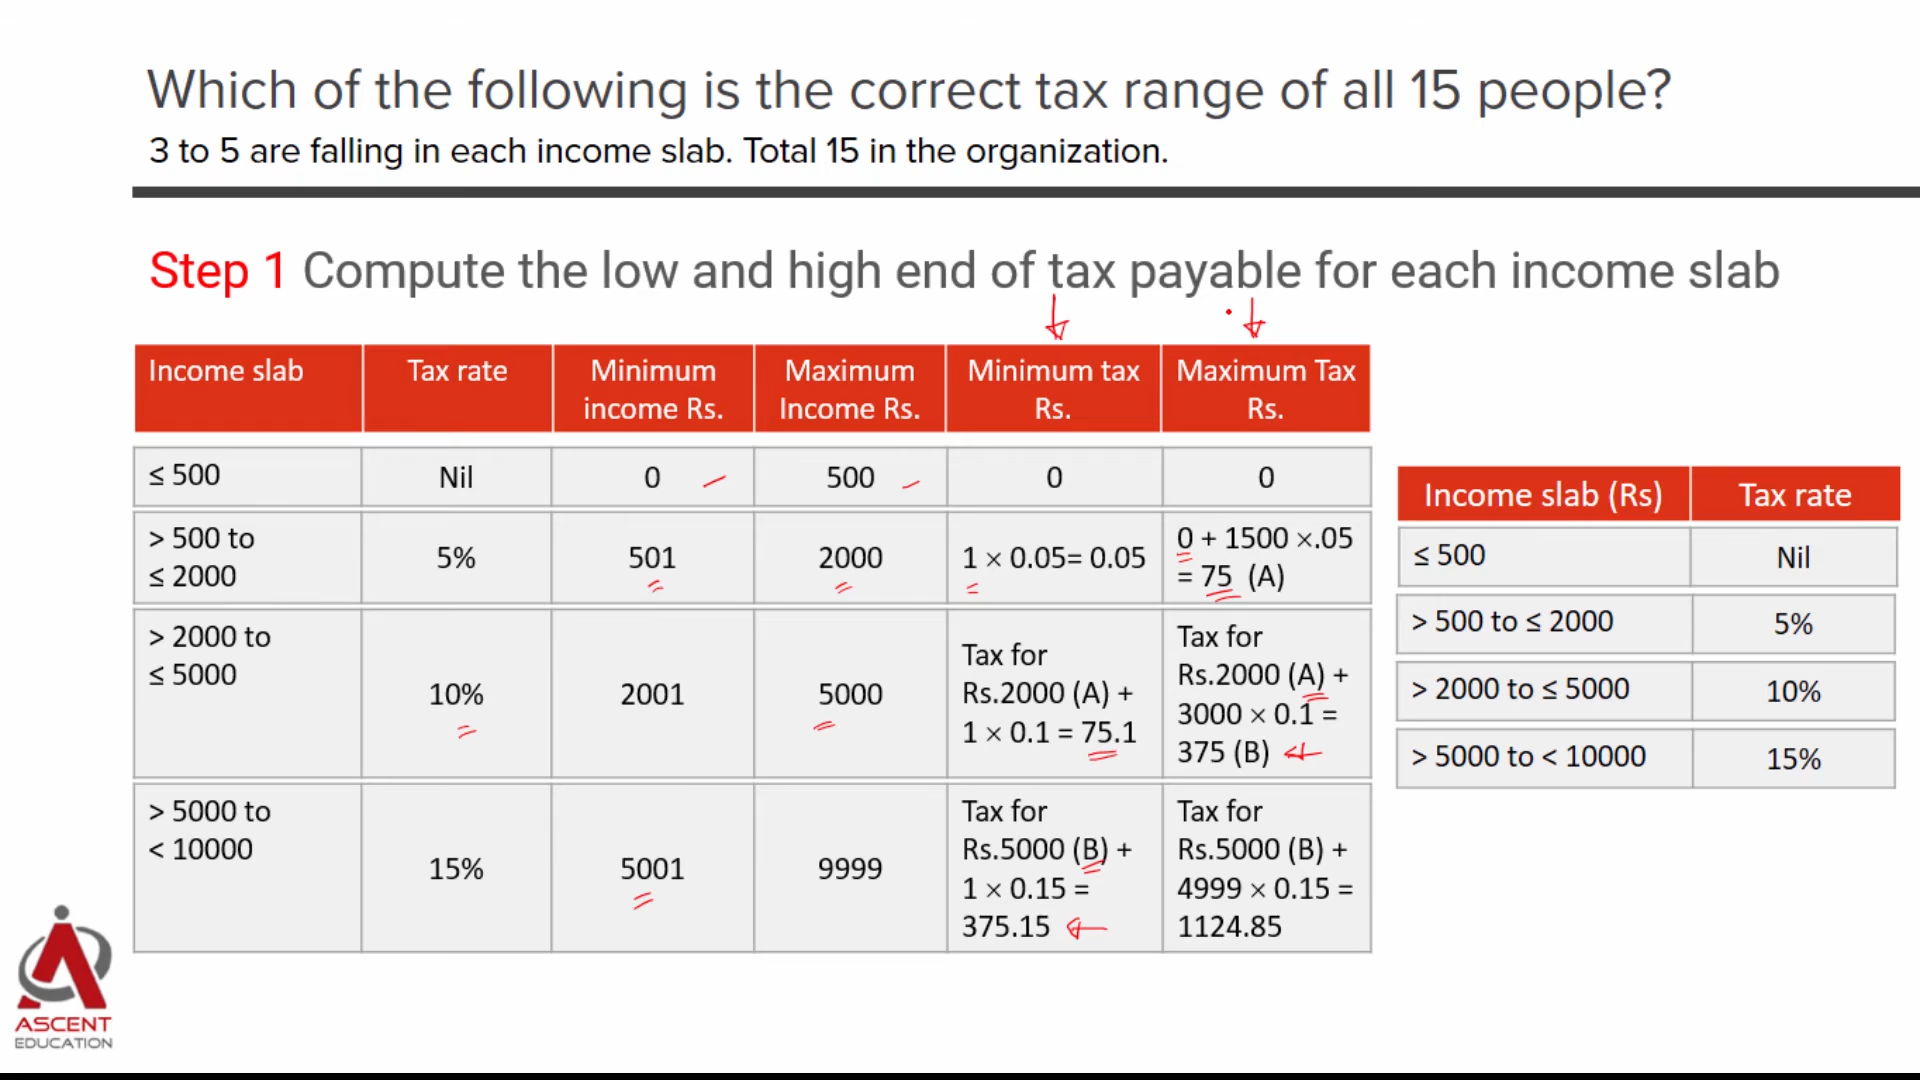 Which of the following is the correct tax range of all 15 people?
3 to 5 are falling in each income slab. Total 15 in the organization.
Step 1 Compute the low and high end of tax payable for each income slab
Income slab
Tax rate
Minimum
income Rs.
Maximum
Income Rs.
Minimum tax
Rs.
Maximum Tax
Rs.
≤ 500
Nil
0
500
0
0
> 500 to
≤ 2000
5%
501
2000
1 × 0.05= 0.05
0 + 1500 ×.05
= 75 (A)
> 2000 to
≤ 5000
10%
2001
5000
Tax for
Rs.2000 (A) +
1 × 0.1 = 75.1
Tax for
Rs.2000 (A) +
3000 × 0.1 =
375 (B)
> 5000 to
< 10000
15%
5001
9999
Tax for
Rs.5000 (B) +
1 × 0.15 =
375.15
Tax for
Rs.5000 (B) +
4999 × 0.15 =
1124.85
Income slab (Rs)
Tax rate
≤ 500
Nil
> 500 to ≤ 2000
5%
> 2000 to ≤ 5000
10%
> 5000 to < 10000
15%
ASCENT
EDUCATION